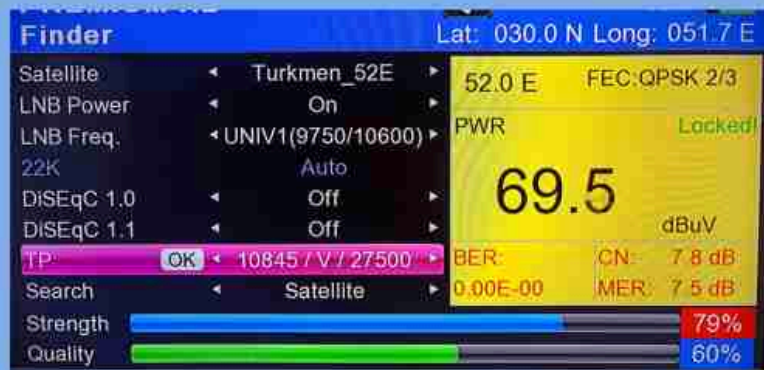 Finder Lat: 030.0 N Long: 051.7 E
Satellite Turkmen_52E
LNB Power On
LNB Freq. UNIV1(9750/10600)
22K Auto
DiSEqC 1.0 Off
DiSEqC 1.1 Off
TP: OK 10845 / V / 27500
Search Satellite
52.0 E FEC:QPSK 2/3
PWR Locked!
69.5
dBuV
BER: CN: 7.8 dB
0.00E-00 MER: 7.5 dB
Strength 79%
Quality 60%